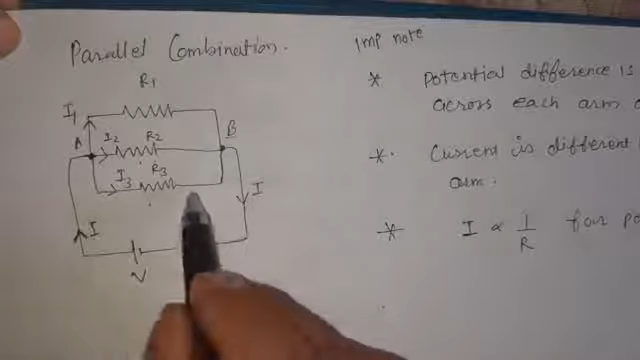 Parallel Combination.
Imp note
R1
I1
* Potential difference is
across each arm
A I2 R2 B
*. Current is different
arm.
I3 R3
I
I
* I ∝ 1/R for
V